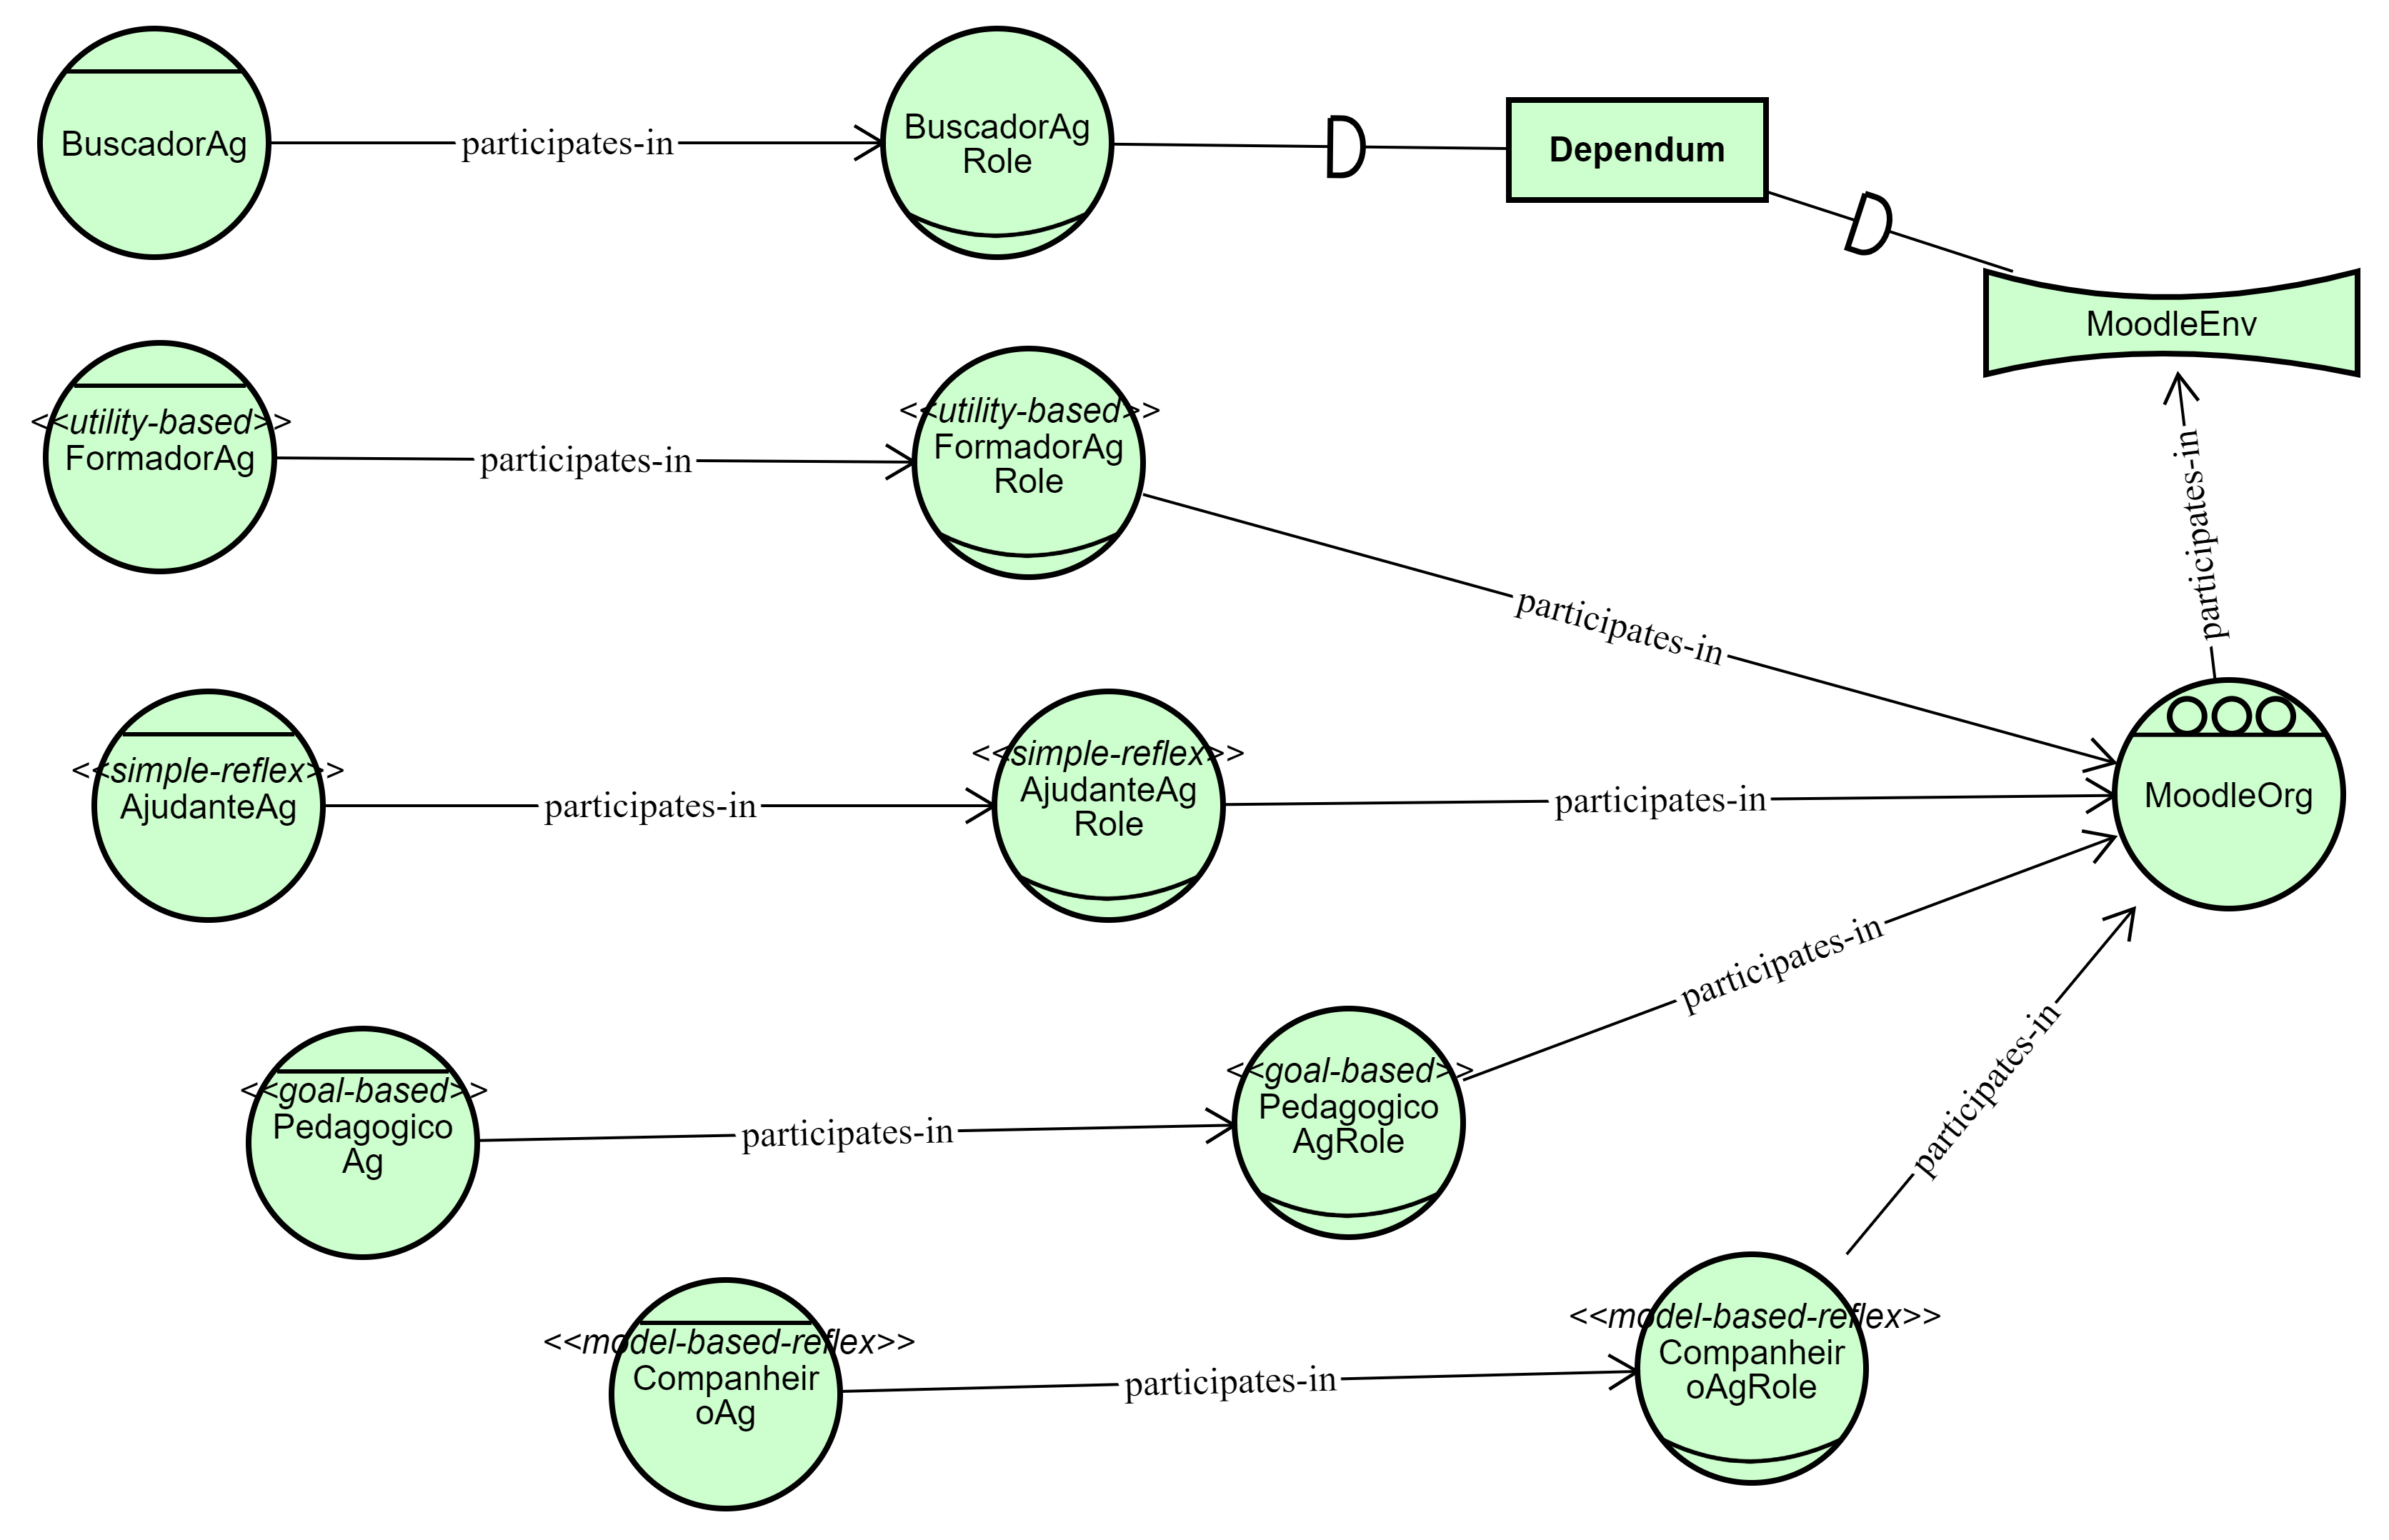 BuscadorAg
participates-in
BuscadorAg
Role
Dependum
MoodleEnv
<<utility-based>>
FormadorAg
participates-in
<<utility-based>>
FormadorAg
Role
participates-in
participates-in
<<simple-reflex>>
AjudanteAg
participates-in
<<simple-reflex>>
AjudanteAg
Role
participates-in
MoodleOrg
<<goal-based>>
Pedagogico
Ag
participates-in
<<goal-based>>
Pedagogico
AgRole
participates-in
<<model-based-reflex>>
Companheir
oAg
participates-in
<<model-based-reflex>>
Companheir
oAgRole
participates-in